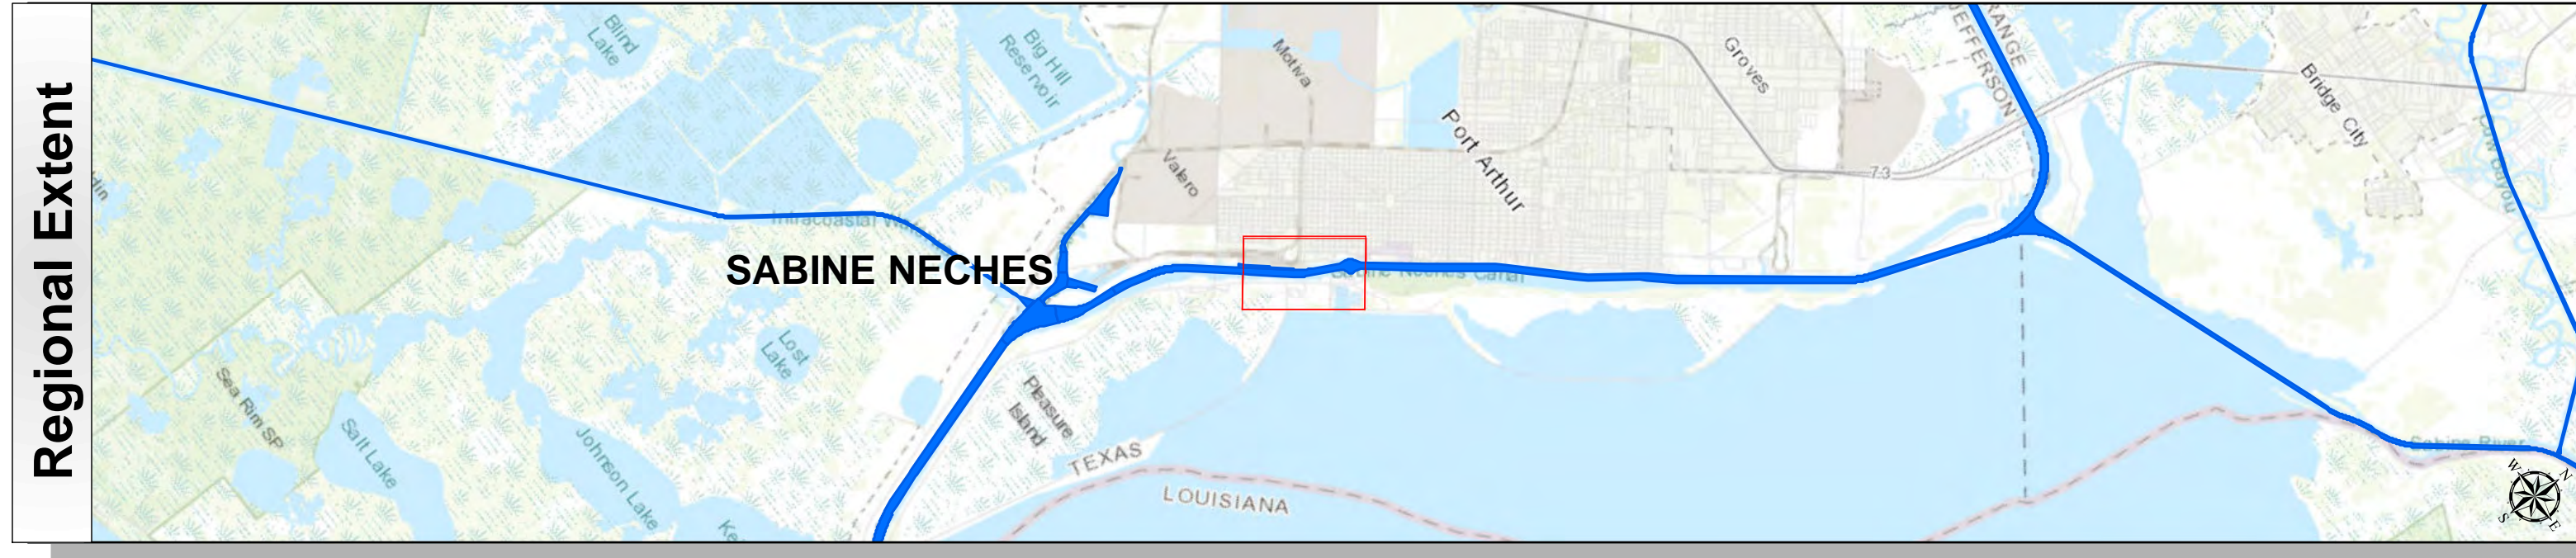 Regional Extent
Blind
Lake
Big Hill
Reservoir
Motiva
Groves
ORANGE
JEFFERSON
Bridge City
Port Arthur
Valero
73
Intracoastal
SABINE NECHES
Sabine Neches Canal
Lost
Lake
Sea Rim SP
Salt Lake
Johnson Lake
Pleasure
Island
TEXAS
LOUISIANA
Sabine River
W
N
S
E